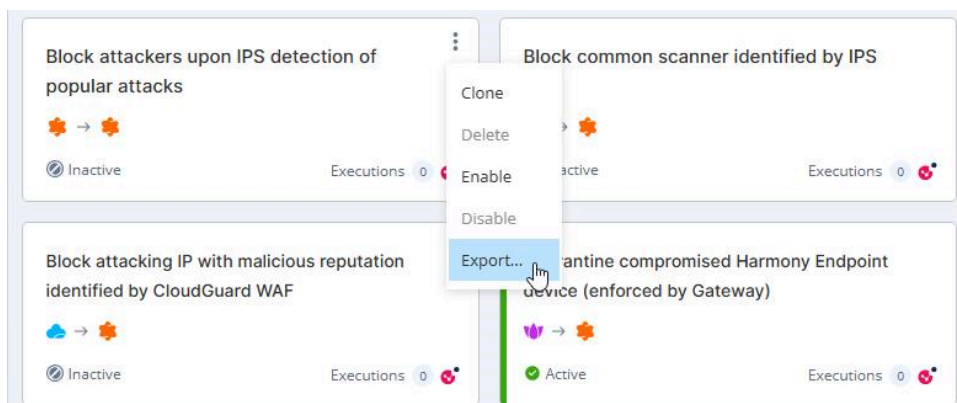 Block attackers upon IPS detection of
popular attacks
Inactive
Executions 0
Block common scanner identified by IPS
active
Executions 0
Clone
Delete
Enable
Disable
Export...
Block attacking IP with malicious reputation
identified by CloudGuard WAF
Inactive
Executions 0
rantine compromised Harmony Endpoint
device (enforced by Gateway)
Active
Executions 0